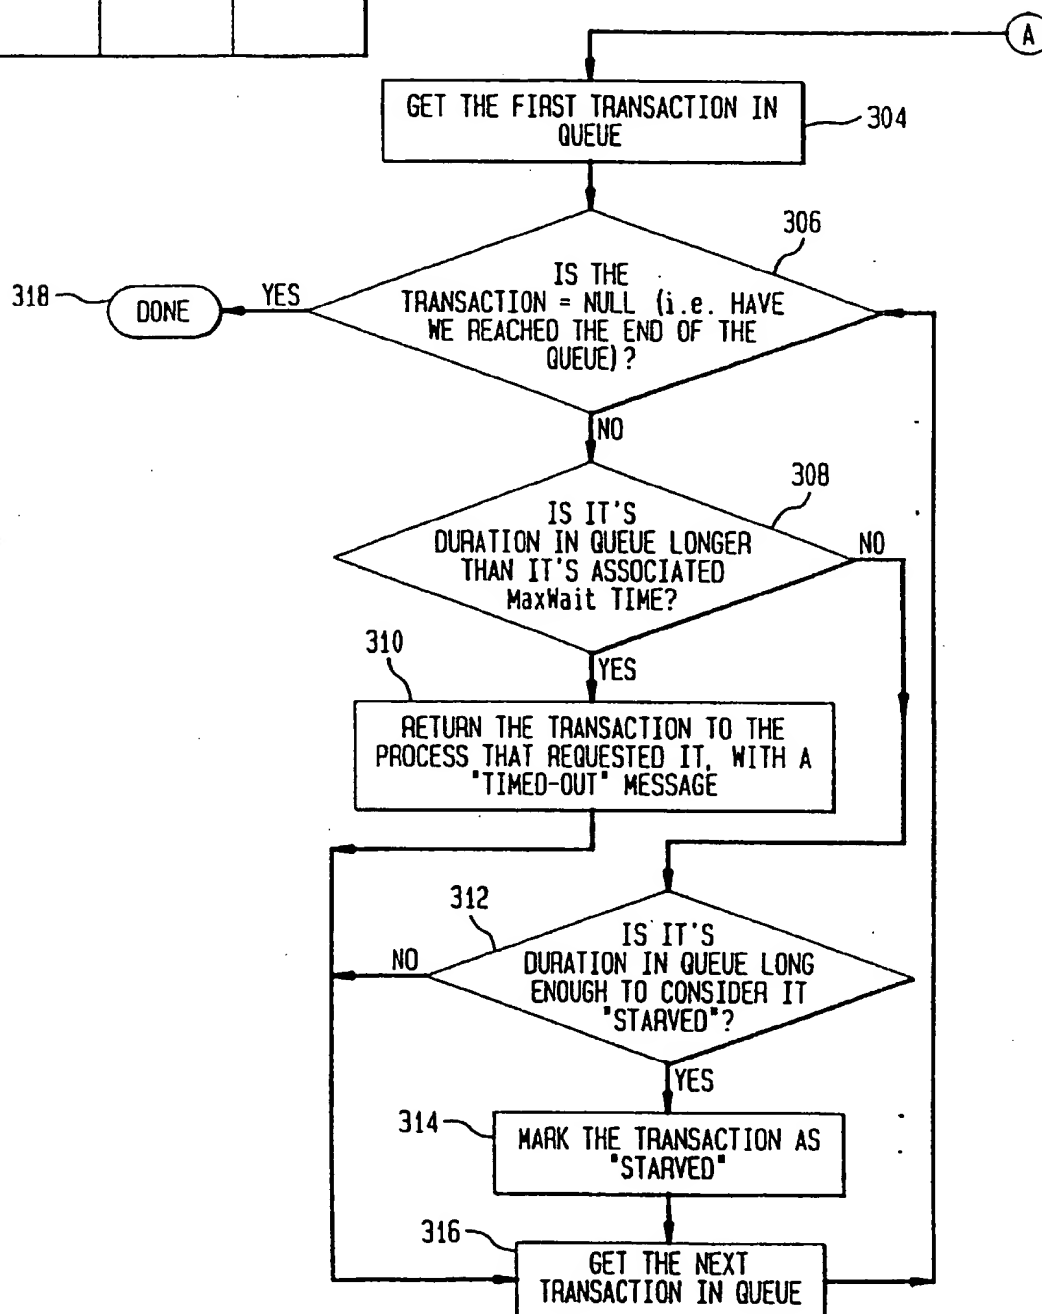 A
GET THE FIRST TRANSACTION IN
QUEUE
304
306
IS THE
TRANSACTION = NULL (i.e. HAVE
WE REACHED THE END OF THE
QUEUE)?
318
DONE
YES
NO
308
IS IT'S
DURATION IN QUEUE LONGER
THAN IT'S ASSOCIATED
MaxWait TIME?
NO
310
YES
RETURN THE TRANSACTION TO THE
PROCESS THAT REQUESTED IT, WITH A
"TIMED-OUT" MESSAGE
312
IS IT'S
DURATION IN QUEUE LONG
ENOUGH TO CONSIDER IT
"STARVED"?
NO
YES
314
MARK THE TRANSACTION AS
"STARVED"
316
GET THE NEXT
TRANSACTION IN QUEUE